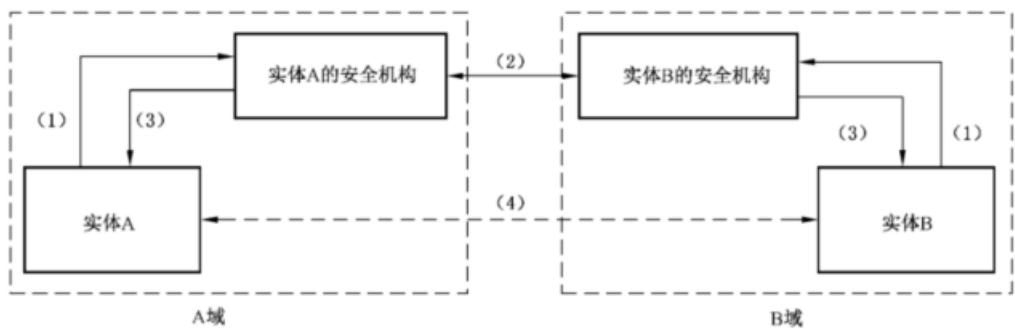 实体A的安全机构
(2)
实体B的安全机构
(1)
(3)
(3)
(1)
实体A
(4)
实体B
A域
B域